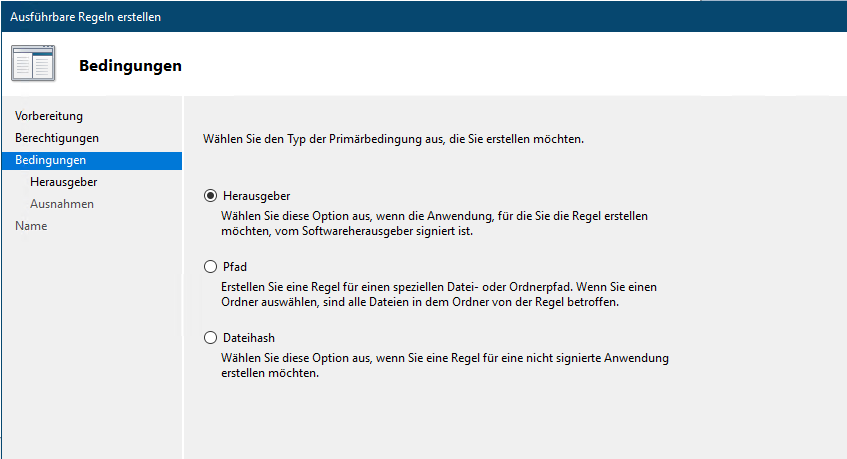 Ausführbare Regeln erstellen
Bedingungen
Vorbereitung
Berechtigungen
Bedingungen
Herausgeber
Ausnahmen
Name
Wählen Sie den Typ der Primärbedingung aus, die Sie erstellen möchten.
Herausgeber
Wählen Sie diese Option aus, wenn die Anwendung, für die Sie die Regel erstellen
möchten, vom Softwareherausgeber signiert ist.
Pfad
Erstellen Sie eine Regel für einen speziellen Datei- oder Ordnerpfad. Wenn Sie einen
Ordner auswählen, sind alle Dateien in dem Ordner von der Regel betroffen.
Dateihash
Wählen Sie diese Option aus, wenn Sie eine Regel für eine nicht signierte Anwendung
erstellen möchten.